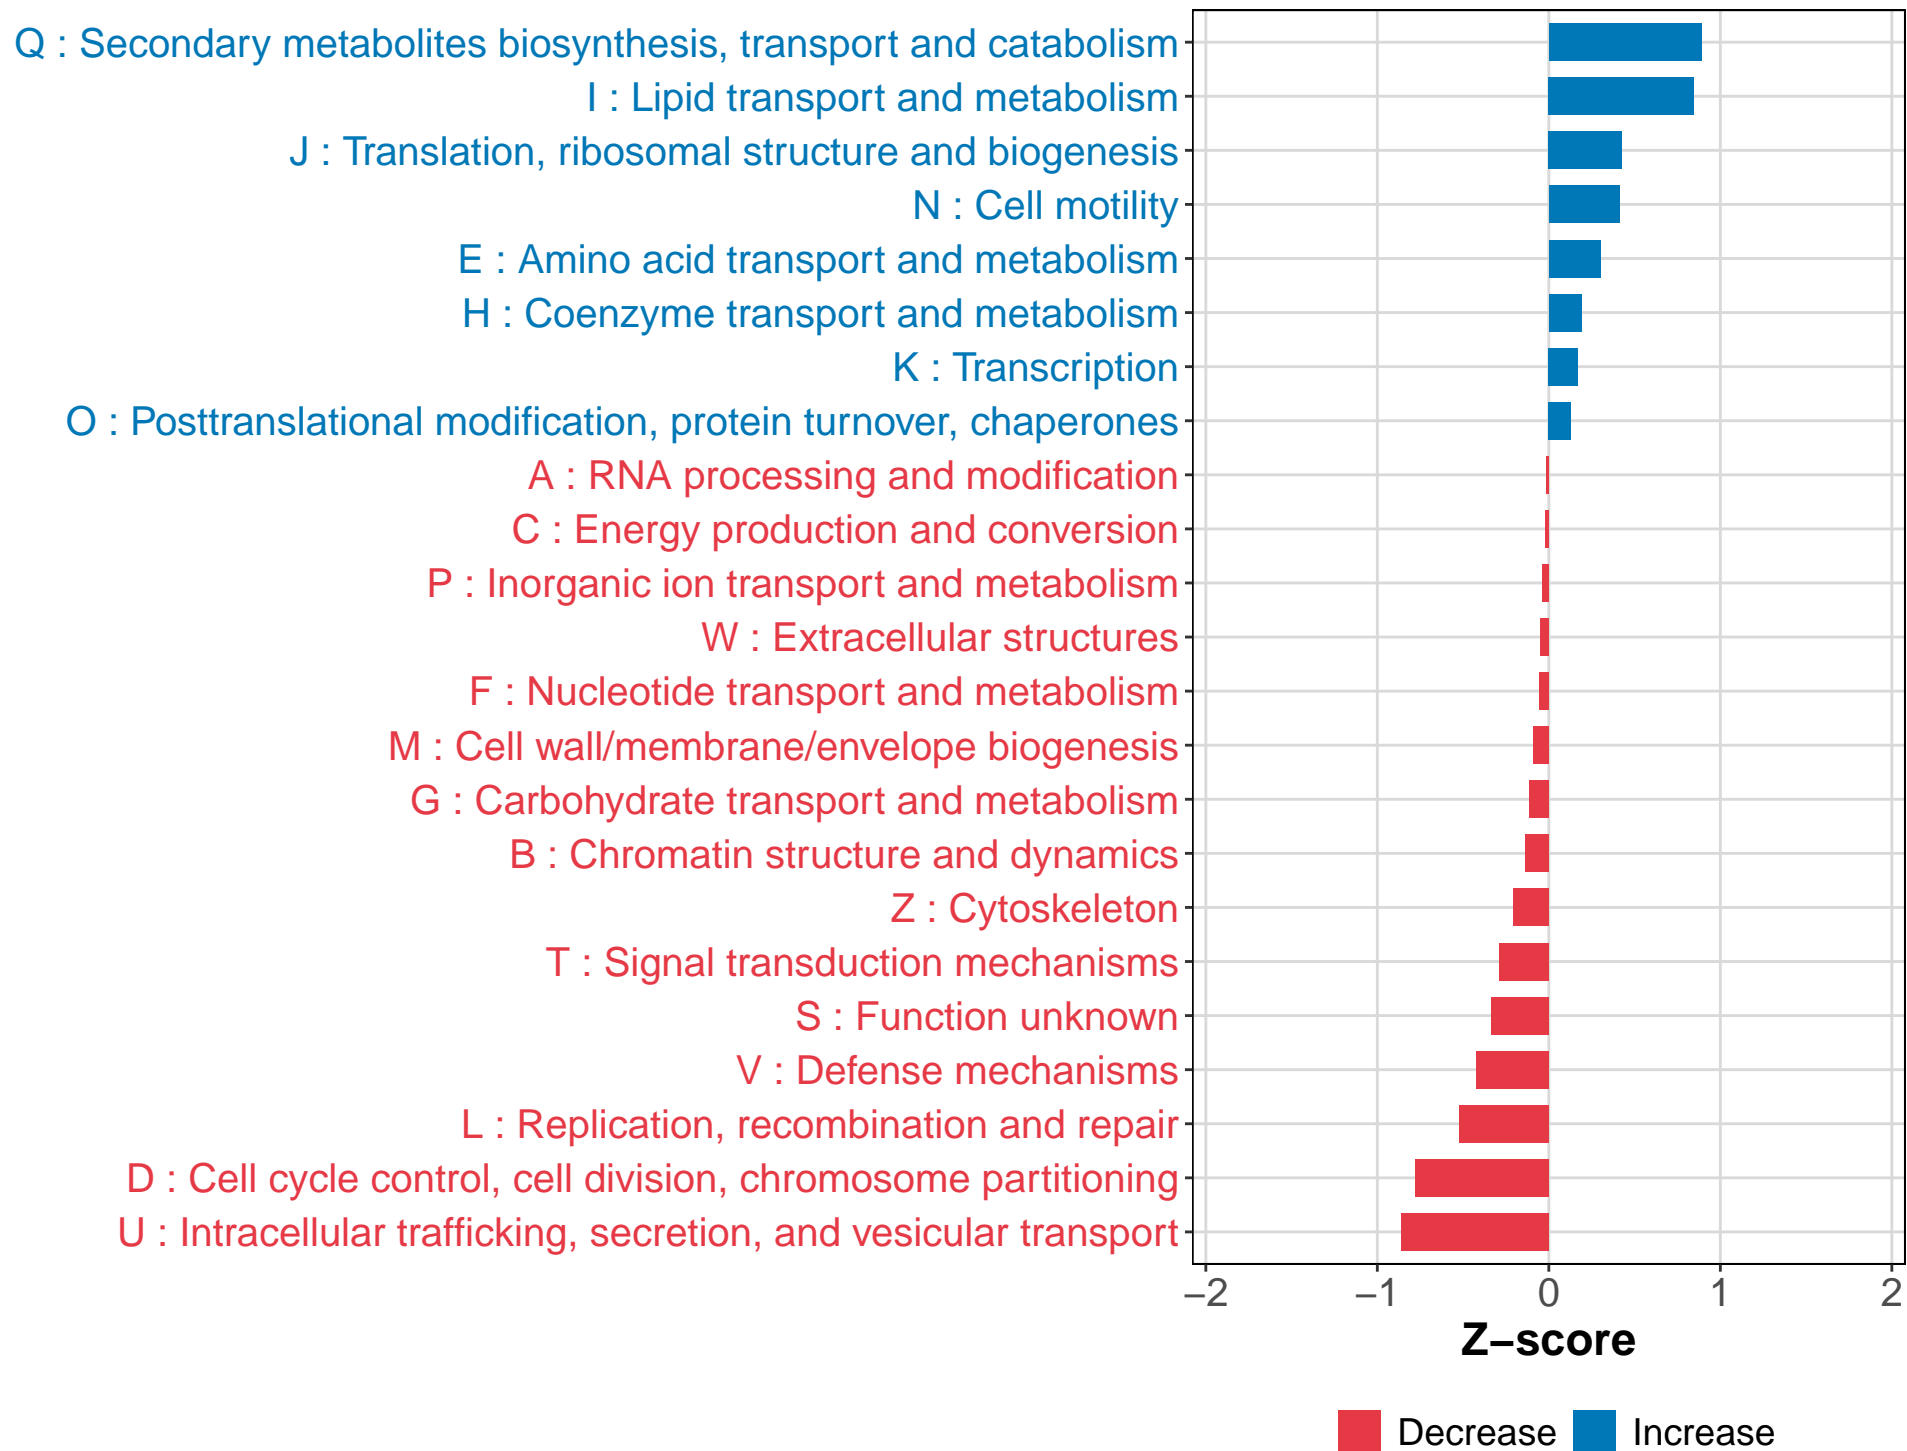 Q : Secondary metabolites biosynthesis, transport and catabolism
I : Lipid transport and metabolism
J : Translation, ribosomal structure and biogenesis
N : Cell motility
E : Amino acid transport and metabolism
H : Coenzyme transport and metabolism
K : Transcription
O : Posttranslational modification, protein turnover, chaperones
A : RNA processing and modification
C : Energy production and conversion
P : Inorganic ion transport and metabolism
W : Extracellular structures
F : Nucleotide transport and metabolism
M : Cell wall/membrane/envelope biogenesis
G : Carbohydrate transport and metabolism
B : Chromatin structure and dynamics
Z : Cytoskeleton
T : Signal transduction mechanisms
S : Function unknown
V : Defense mechanisms
L : Replication, recombination and repair
D : Cell cycle control, cell division, chromosome partitioning
U : Intracellular trafficking, secretion, and vesicular transport
−2 −1 0 1 2
Z−score
Decrease Increase